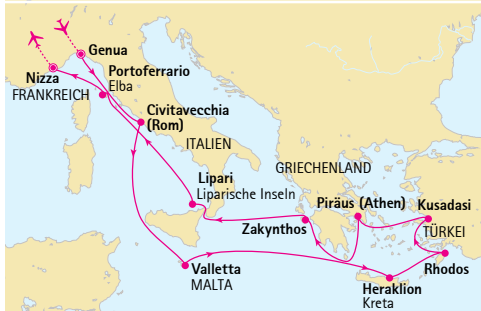 Genua
Nizza
FRANKREICH
Portoferrario
Elba
Civitavecchia
(Rom)
ITALIEN
Lipari
Liparische Inseln
GRIECHENLAND
Piräus (Athen)
Kusadasi
TÜRKEI
Zakynthos
Rhodos
Valletta
MALTA
Heraklion
Kreta